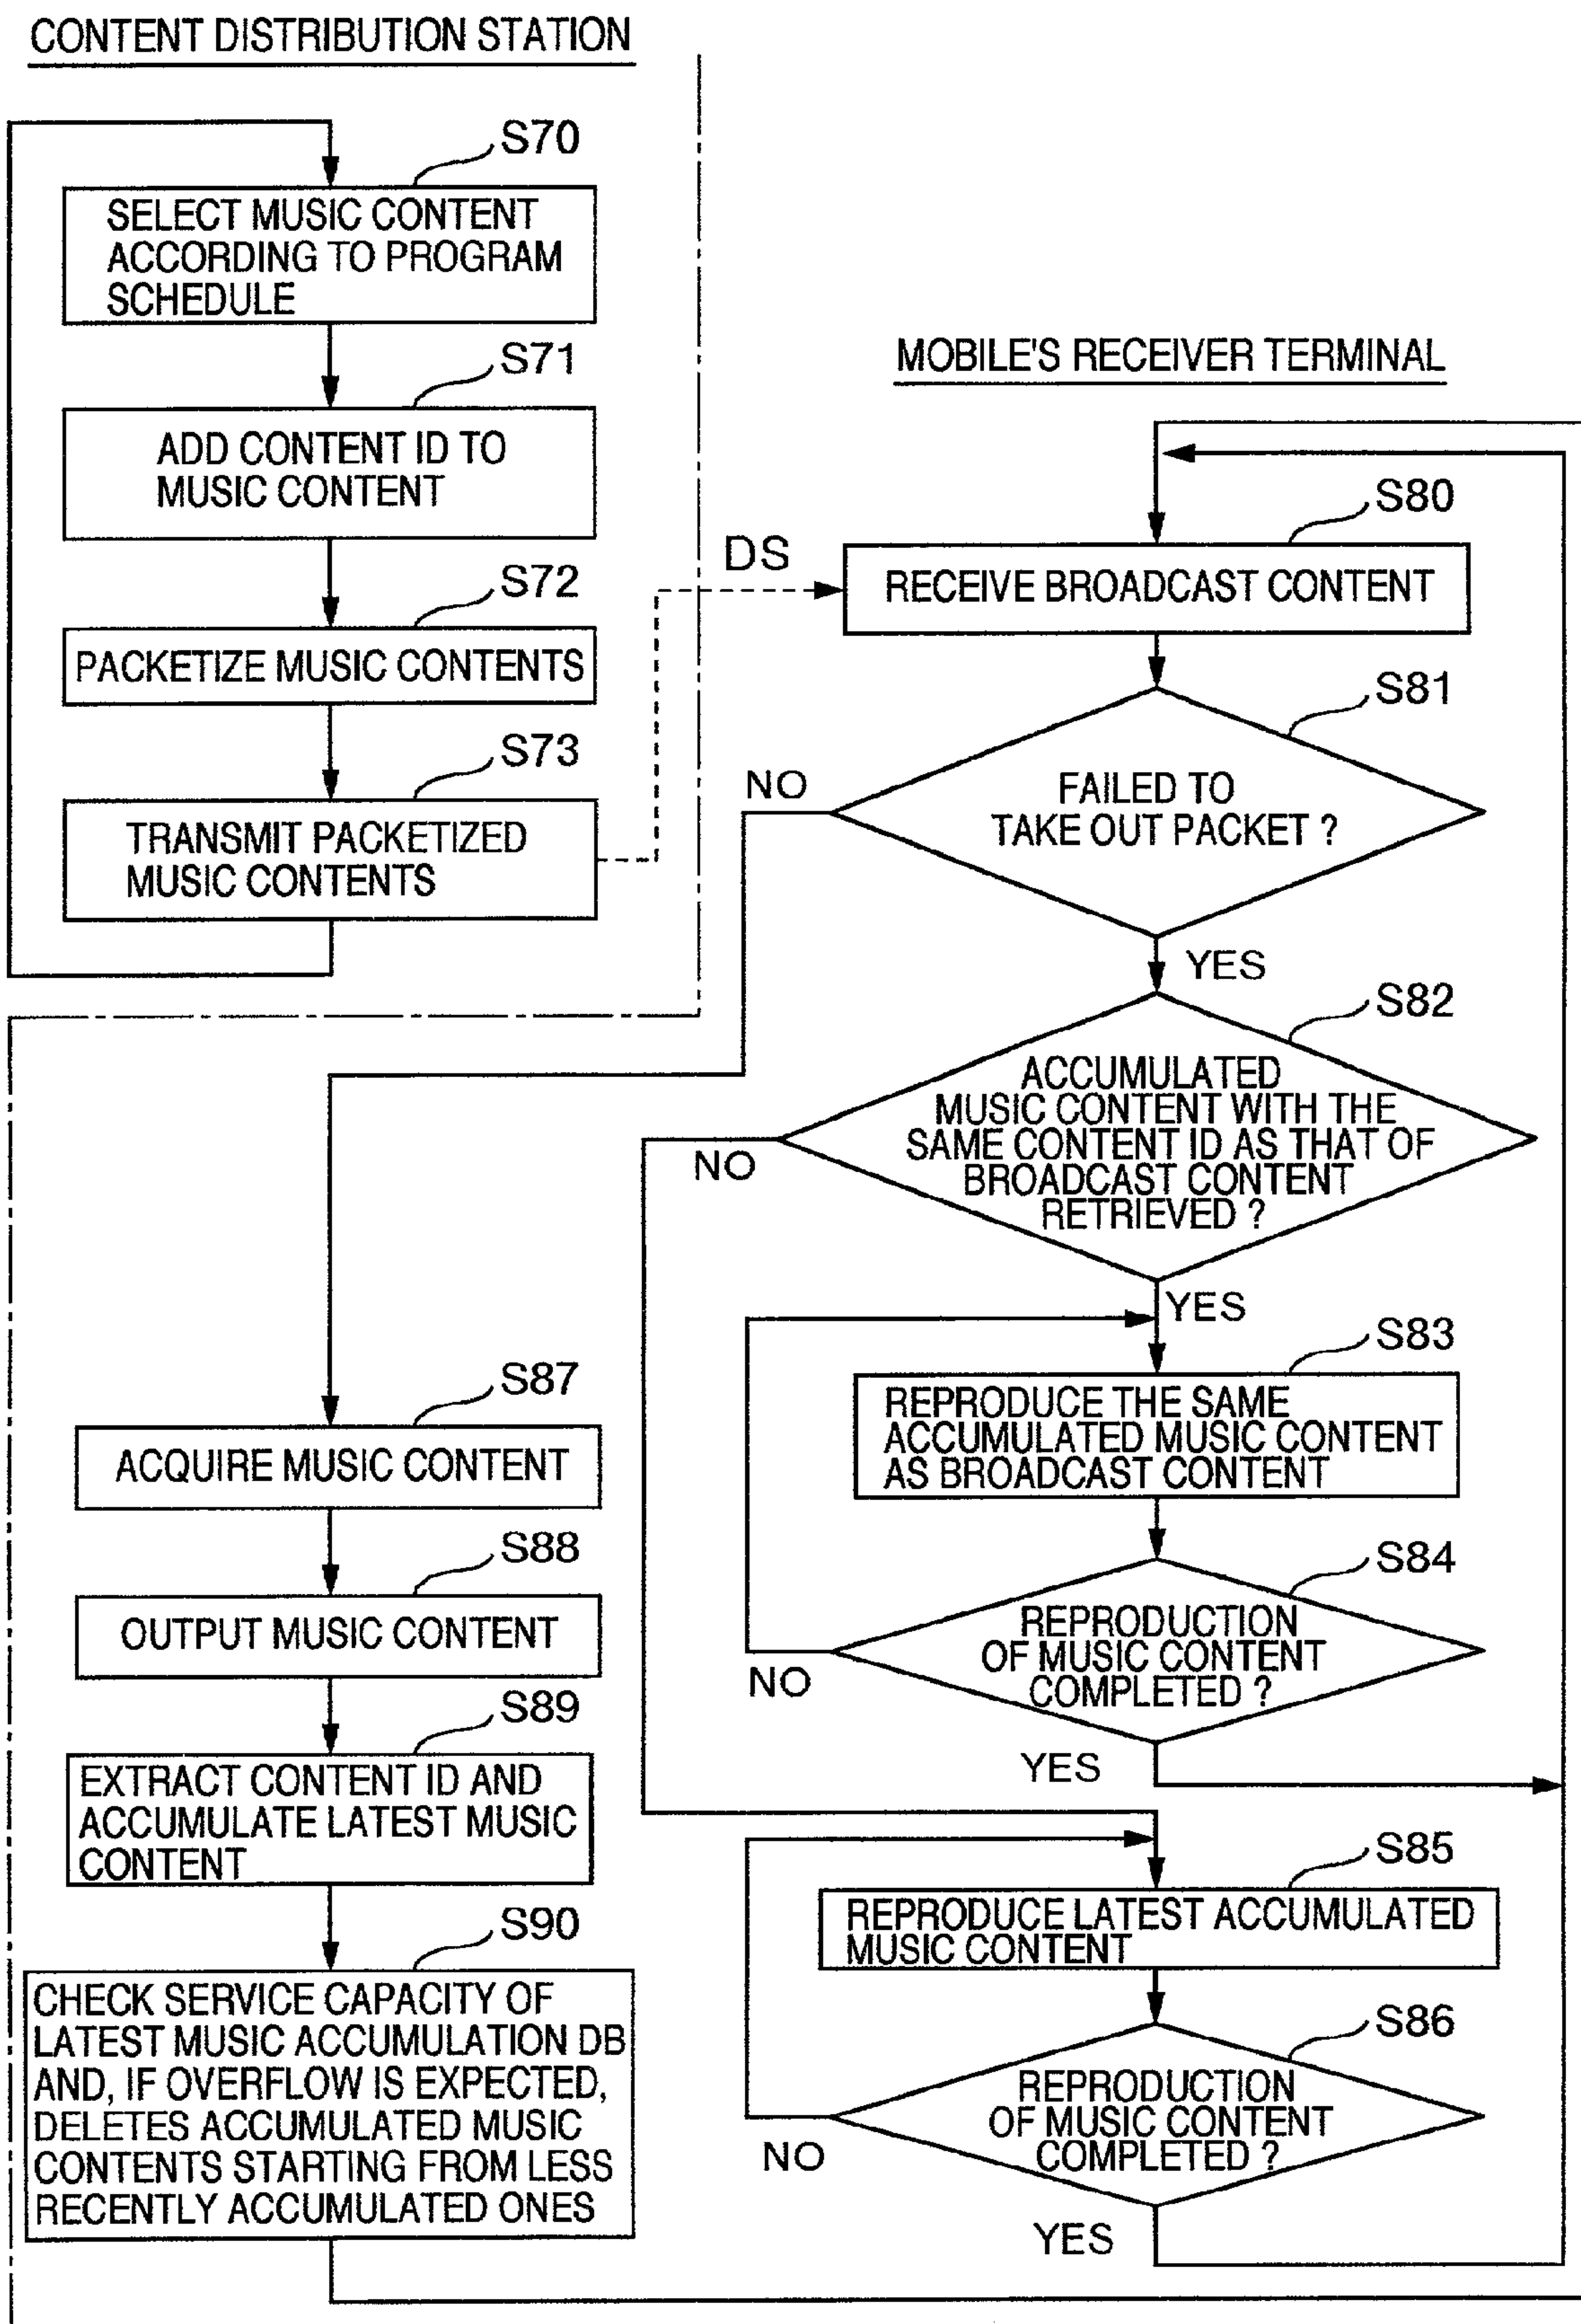 CONTENT DISTRIBUTION STATION
S70
SELECT MUSIC CONTENT
ACCORDING TO PROGRAM
SCHEDULE
S71
ADD CONTENT ID TO
MUSIC CONTENT
S72
PACKETIZE MUSIC CONTENTS
S73
TRANSMIT PACKETIZED
MUSIC CONTENTS
DS
MOBILE'S RECEIVER TERMINAL
S80
RECEIVE BROADCAST CONTENT
S81
FAILED TO
TAKE OUT PACKET ?
NO
YES
S82
ACCUMULATED
MUSIC CONTENT WITH THE
SAME CONTENT ID AS THAT OF
BROADCAST CONTENT
RETRIEVED ?
NO
YES
S83
REPRODUCE THE SAME
ACCUMULATED MUSIC CONTENT
AS BROADCAST CONTENT
S84
REPRODUCTION
OF MUSIC CONTENT
COMPLETED ?
NO
YES
S85
REPRODUCE LATEST ACCUMULATED
MUSIC CONTENT
S86
REPRODUCTION
OF MUSIC CONTENT
COMPLETED ?
NO
YES
S87
ACQUIRE MUSIC CONTENT
S88
OUTPUT MUSIC CONTENT
S89
EXTRACT CONTENT ID AND
ACCUMULATE LATEST MUSIC
CONTENT
S90
CHECK SERVICE CAPACITY OF
LATEST MUSIC ACCUMULATION DB
AND, IF OVERFLOW IS EXPECTED,
DELETES ACCUMULATED MUSIC
CONTENTS STARTING FROM LESS
RECENTLY ACCUMULATED ONES